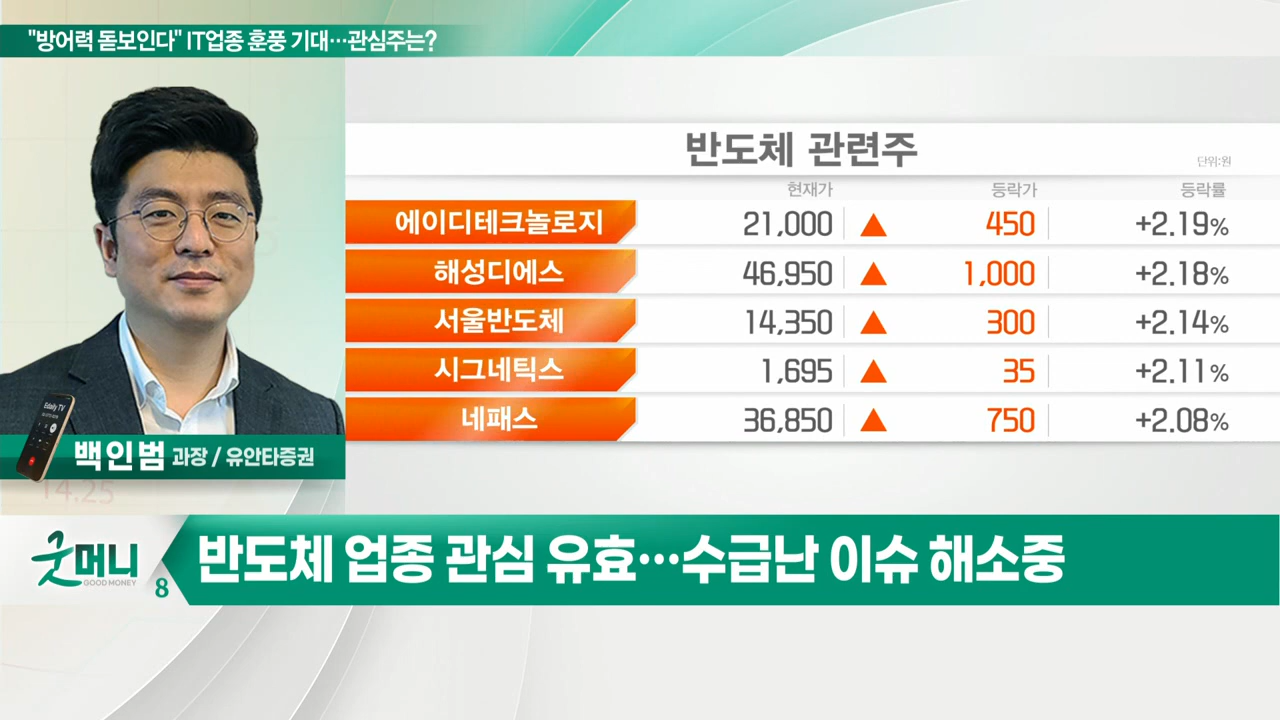 "방어력 돋보인다" IT업종 훈풍 기대…관심주는?
반도체 관련주
단위:원
현재가 등락가 등락률
에이디테크놀로지 21,000 ▲ 450 +2.19%
해성디에스 46,950 ▲ 1,000 +2.18%
서울반도체 14,350 ▲ 300 +2.14%
시그네틱스 1,695 ▲ 35 +2.11%
네패스 36,850 ▲ 750 +2.08%
Edaily TV
백인범 과장 / 유안타증권
14.25
굿머니
GOOD MONEY
8
반도체 업종 관심 유효…수급난 이슈 해소중